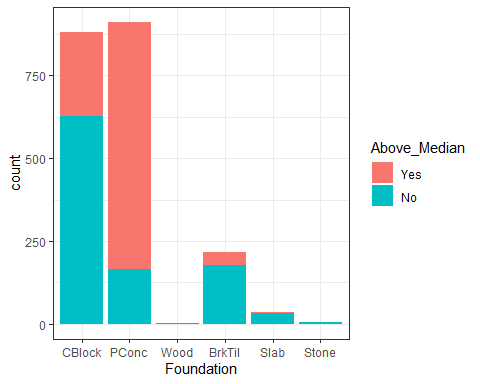 750
500
250
0
count
CBlock PConc Wood BrkTil Slab Stone
Foundation
Above_Median
Yes
No